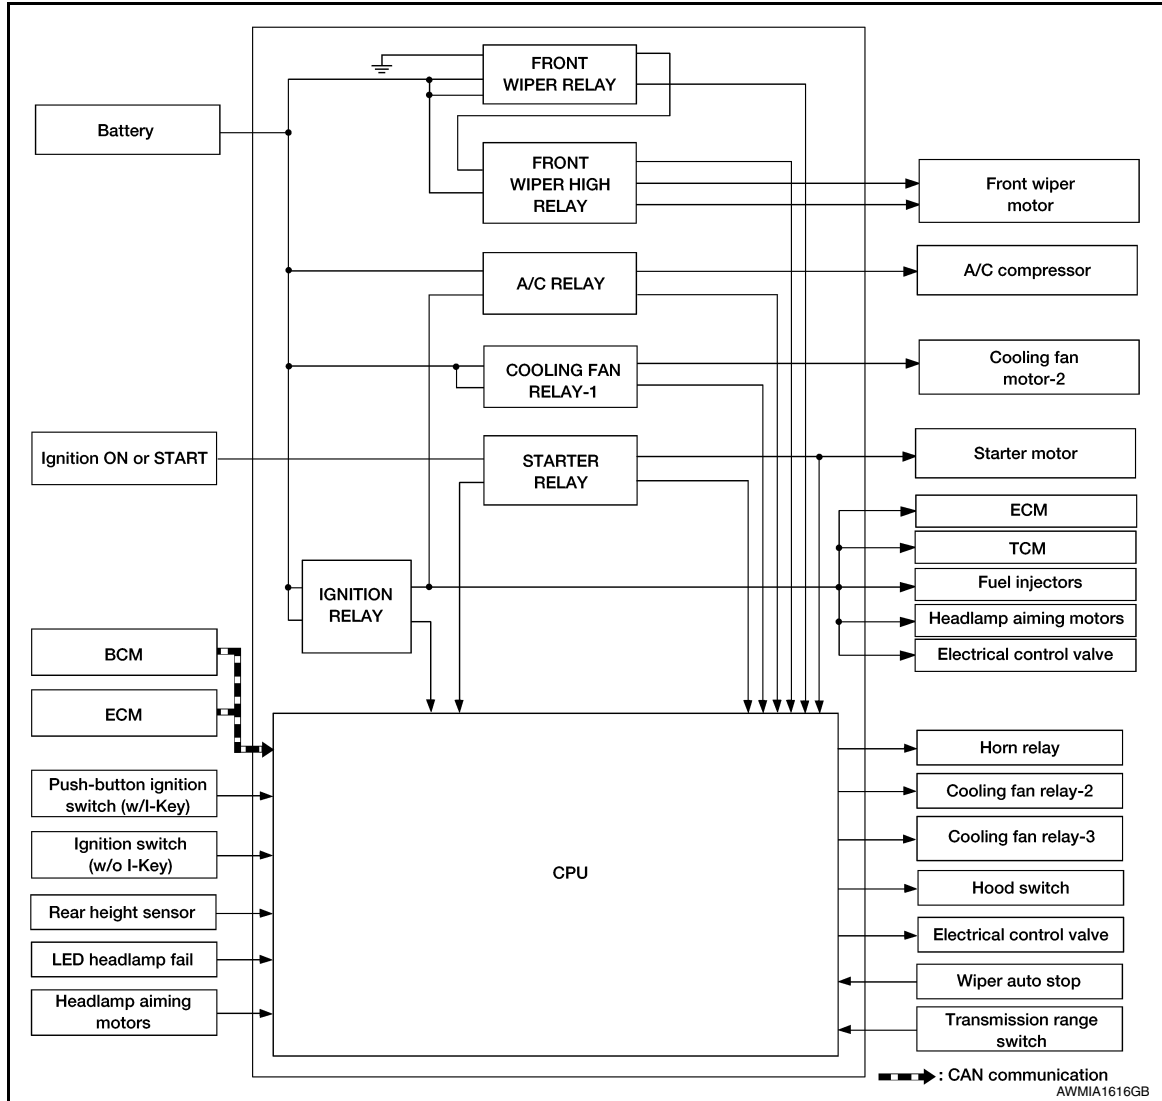 FRONT
WIPER RELAY
Battery
FRONT
WIPER HIGH
RELAY
Front wiper
motor
A/C RELAY
A/C compressor
COOLING FAN
RELAY-1
Cooling fan
motor-2
Ignition ON or START
STARTER
RELAY
Starter motor
ECM
TCM
Fuel injectors
Headlamp aiming motors
Electrical control valve
IGNITION
RELAY
BCM
ECM
Push-button ignition
switch (w/I-Key)
Ignition switch
(w/o I-Key)
Rear height sensor
LED headlamp fail
Headlamp aiming
motors
CPU
Horn relay
Cooling fan relay-2
Cooling fan relay-3
Hood switch
Electrical control valve
Wiper auto stop
Transmission range
switch
: CAN communication
AWMIA1616GB